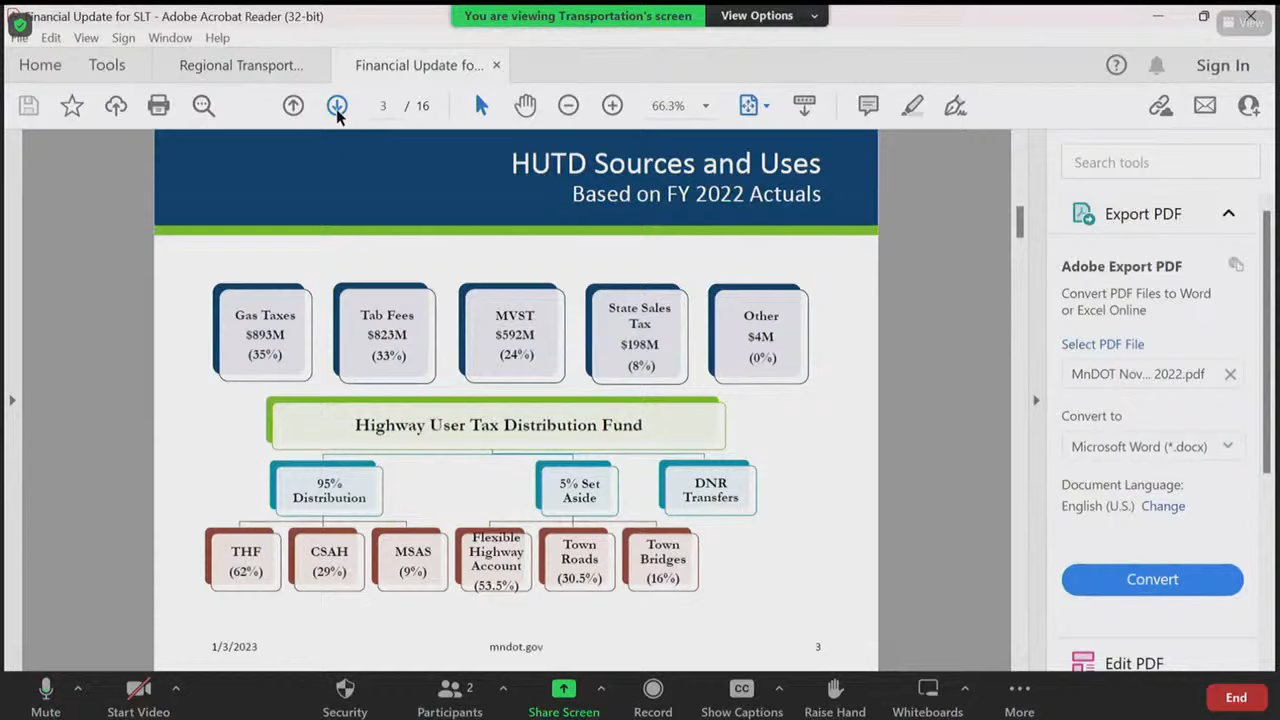 Financial Update for SLT - Adobe Acrobat Reader (32-bit)
You are viewing Transportation's screen
View Options
View
File Edit View Sign Window Help
Home Tools Regional Transport... Financial Update fo... ×
Sign In
3 / 16
66.3%
HUTD Sources and Uses
Based on FY 2022 Actuals
Gas Taxes
$893M
(35%)
Tab Fees
$823M
(33%)
MVST
$592M
(24%)
State Sales
Tax
$198M
(8%)
Other
$4M
(0%)
Highway User Tax Distribution Fund
95%
Distribution
5% Set
Aside
DNR
Transfers
THF
(62%)
CSAH
(29%)
MSAS
(9%)
Flexible
Highway
Account
(53.5%)
Town
Roads
(30.5%)
Town
Bridges
(16%)
1/3/2023
mndot.gov
3
Search tools
Export PDF
Adobe Export PDF
Convert PDF Files to Word
or Excel Online
Select PDF File
MnDOT Nov... 2022.pdf
Convert to
Microsoft Word (*.docx)
Document Language:
English (U.S.) Change
Convert
Edit PDF
Mute
Start Video
Security
2
Participants
Share Screen
Record
CC
Show Captions
Raise Hand
Whiteboards
More
End